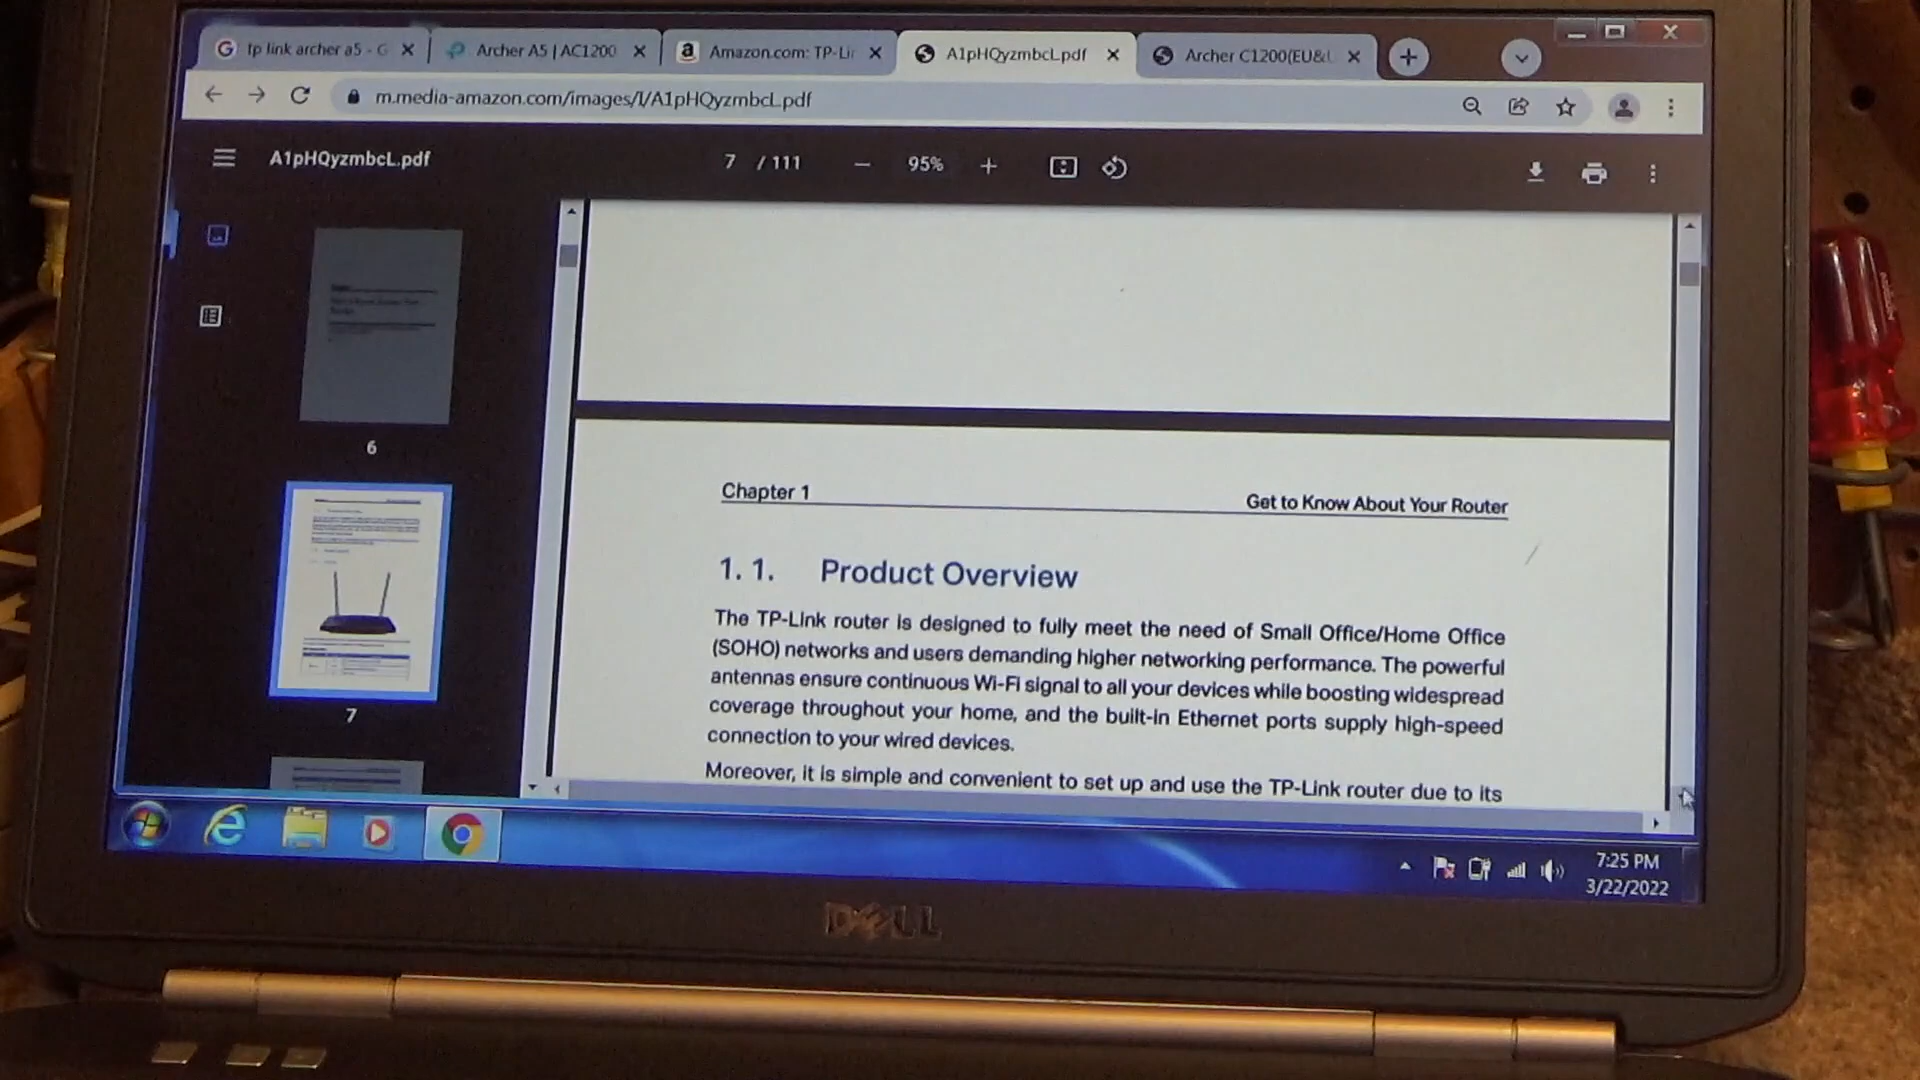 tp link archer a5 - G
Archer A5 | AC1200
Amazon.com: TP-Lin
A1pHQyzmbcL.pdf
Archer C1200(EU&U
m.media-amazon.com/images/I/A1pHQyzmbcL.pdf
A1pHQyzmbcL.pdf
7 / 111
95%
6
7
Chapter 1
Get to Know About Your Router
1. 1. Product Overview
The TP-Link router is designed to fully meet the need of Small Office/Home Office
(SOHO) networks and users demanding higher networking performance. The powerful
antennas ensure continuous Wi-Fi signal to all your devices while boosting widespread
coverage throughout your home, and the built-in Ethernet ports supply high-speed
connection to your wired devices.
Moreover, it is simple and convenient to set up and use the TP-Link router due to its
7:25 PM
3/22/2022
DELL